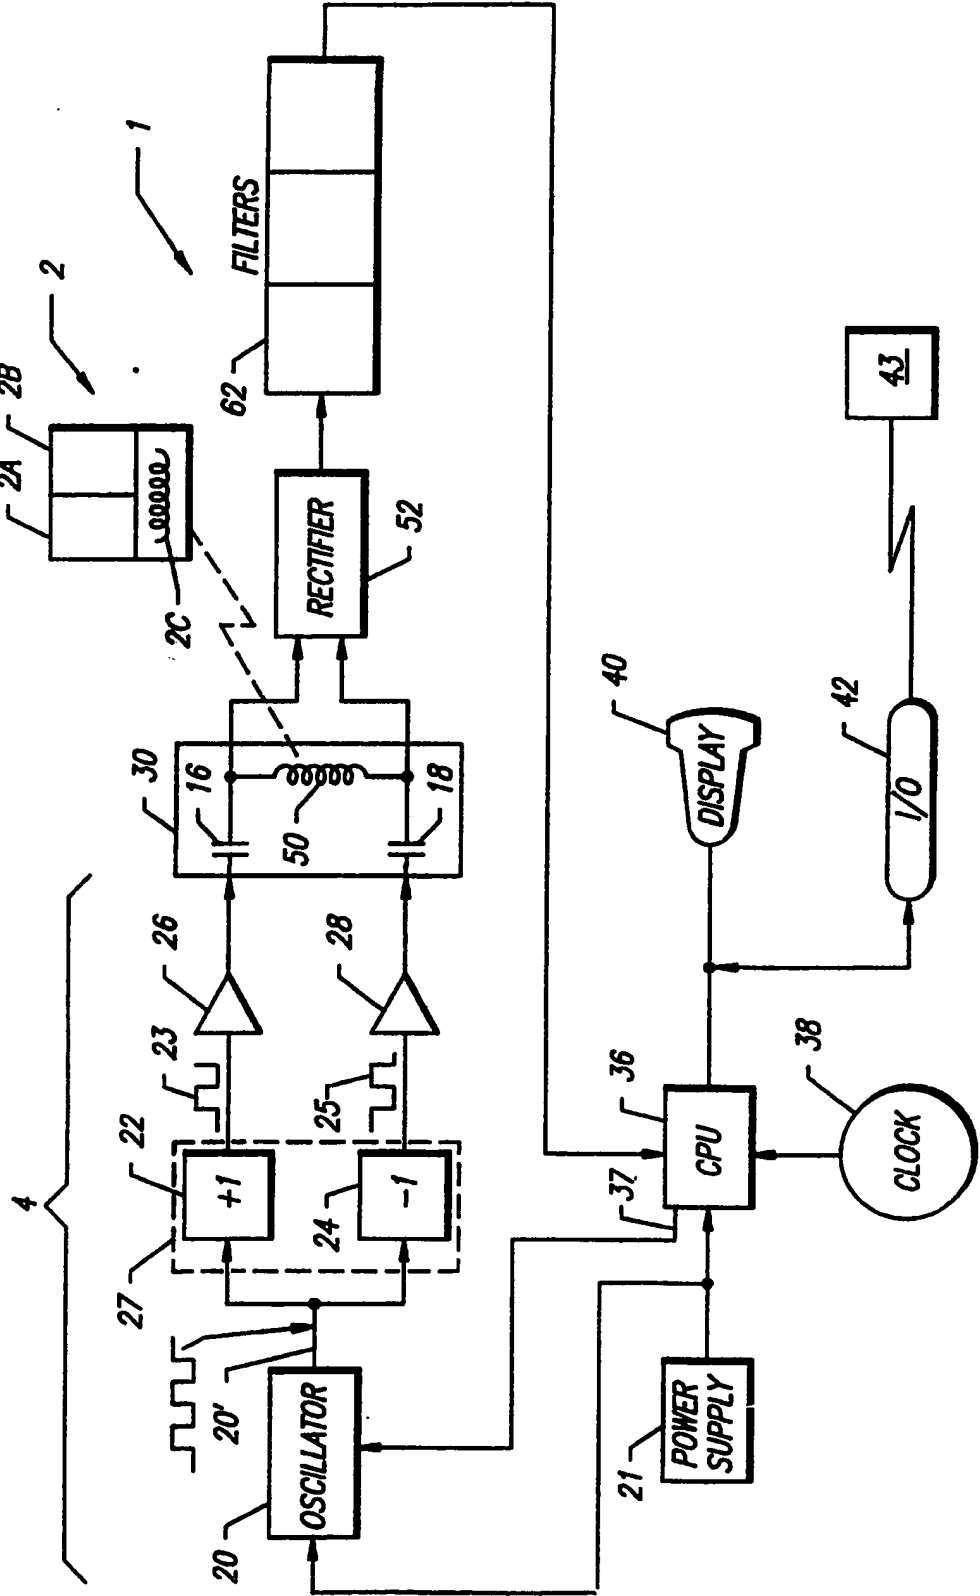 4
1
2
2A
2B
2C
FILTERS
62
RECTIFIER
52
30
16
50
18
26
28
23
25
22
+1
24
-1
27
20'
20
OSCILLATOR
21
POWER
SUPPLY
37
36
CPU
38
CLOCK
40
DISPLAY
42
I/O
43